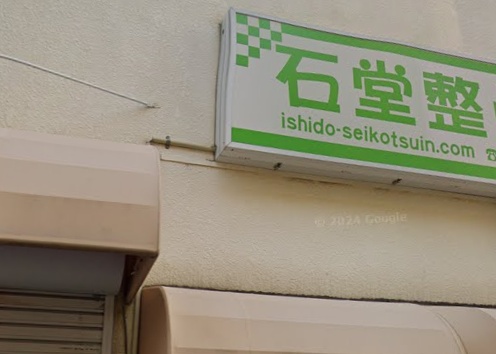 石堂整
ishido-seikotsuin.com ☎
© 2024 Google